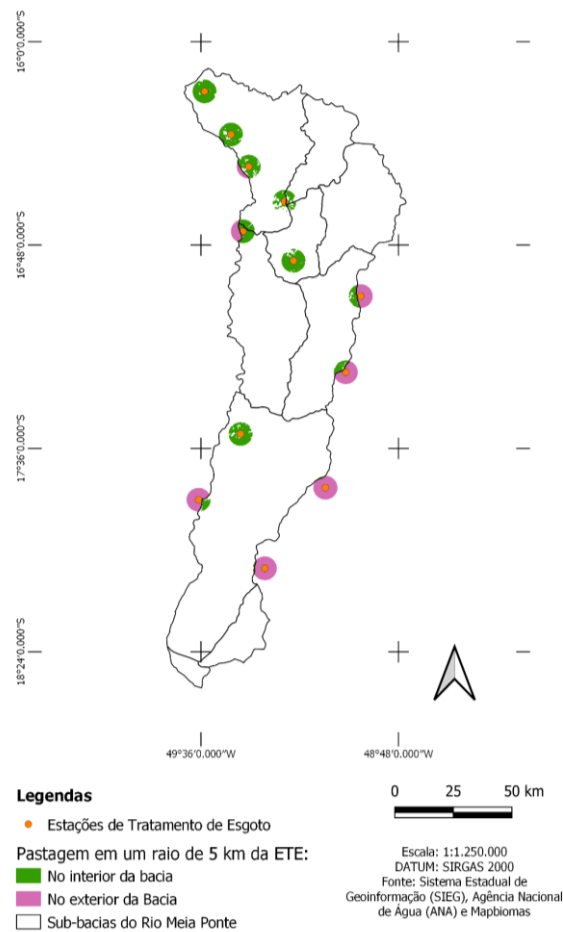 16°0'0.000"S
16°48'0.000"S
17°36'0.000"S
18°24'0.000"S
49°36'0.000"W
48°48'0.000"W
Legendas
Estações de Tratamento de Esgoto
Pastagem em um raio de 5 km da ETE:
No interior da bacia
No exterior da Bacia
Sub-bacias do Rio Meia Ponte
0 25 50 km
Escala: 1:1.250.000
DATUM: SIRGAS 2000
Fonte: Sistema Estadual de
Geoinformação (SIEG), Agência Nacional
de Água (ANA) e Mapbiomas